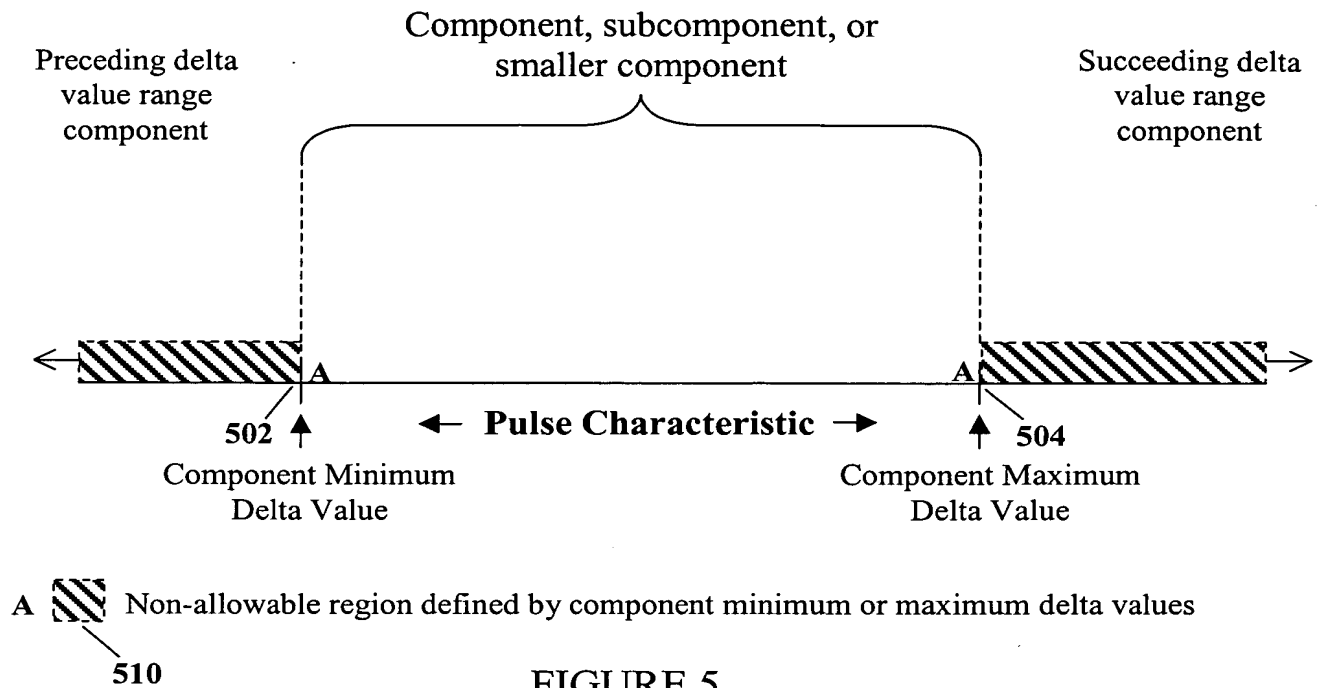 Component, subcomponent, or
smaller component
Preceding delta
value range
component
Succeeding delta
value range
component
A
A
502
Pulse Characteristic
504
Component Minimum
Delta Value
Component Maximum
Delta Value
A Non-allowable region defined by component minimum or maximum delta values
510
FIGURE 5